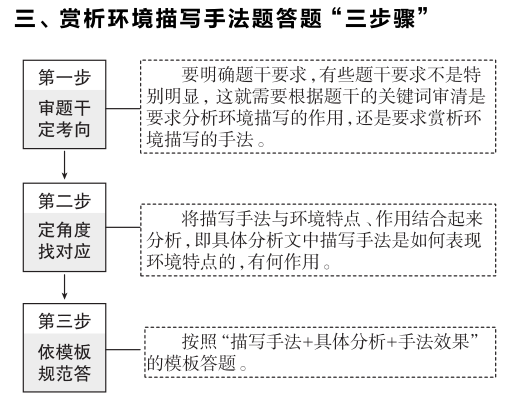 三、赏析环境描写手法题答题“三步骤”
第一步
审题干
定考向
要明确题干要求,有些题干要求不是特
别明显,这就需要根据题干的关键词审清是
要求分析环境描写的作用,还是要求赏析环
境描写的手法。
第二步
定角度
找对应
将描写手法与环境特点、作用结合起来
分析,即具体分析文中描写手法是如何表现
环境特点的,有何作用。
第三步
依模板
规范答
按照“描写手法+具体分析+手法效果”
的模板答题。